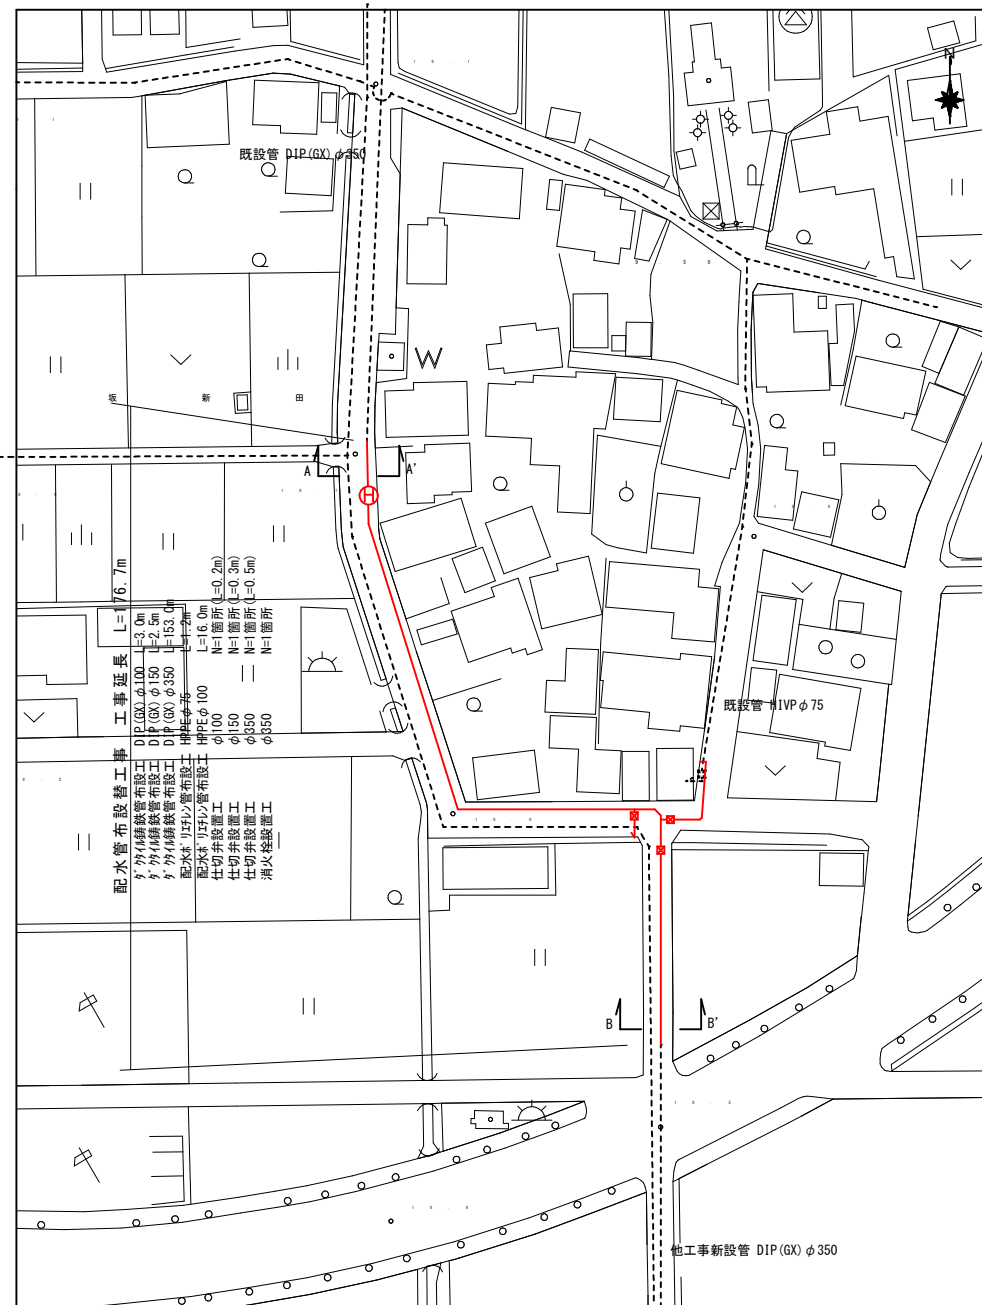 N
既設管 DIP(GX)φ350
W
坂 新 田
A
A'
H
配水管布設替工事 工事延長 L=176.7m
ダクタイル鋳鉄管布設工 DIP(GX)φ100 L=3.0m
ダクタイル鋳鉄管布設工 DIP(GX)φ150 L=2.5m
ダクタイル鋳鉄管布設工 DIP(GX)φ350 L=153.0m
配水ポリエチレン管布設工 HPPEφ75 L=1.2m
配水ポリエチレン管布設工 HPPEφ100 L=16.0m
仕切弁設置工 φ100 N=1箇所(L=0.2m)
仕切弁設置工 φ150 N=1箇所(L=0.3m)
仕切弁設置工 φ350 N=1箇所(L=0.5m)
消火栓設置工 φ350 N=1箇所
既設管 HIVPφ75
B
B'
他工事新設管 DIP(GX)φ350